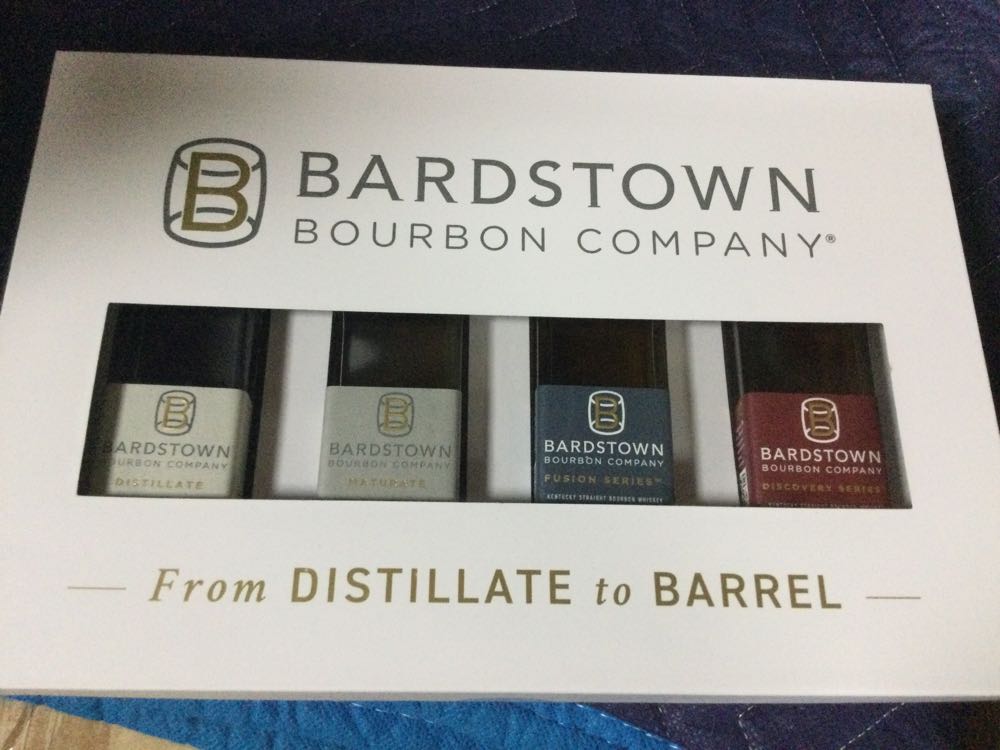 B
BARDSTOWN
BOURBON COMPANY®
B
BARDSTOWN
BOURBON COMPANY
DISTILLATE
B
BARDSTOWN
BOURBON COMPANY
MATURATE
B
BARDSTOWN
BOURBON COMPANY
FUSION SERIES™
KENTUCKY STRAIGHT BOURBON WHISKEY
B
BARDSTOWN
BOURBON COMPANY
DISCOVERY SERIES
From DISTILLATE to BARREL